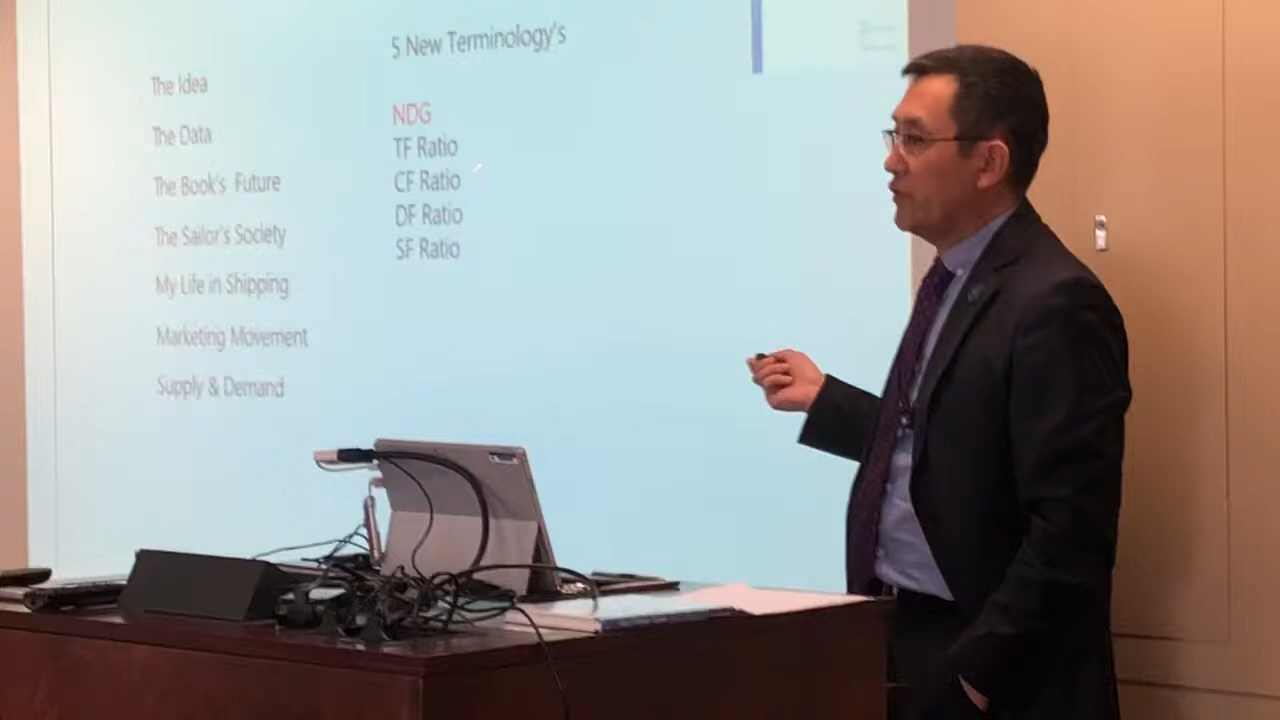 5 New Terminology's
The Idea
The Data
The Book's Future
The Sailor's Society
My Life in Shipping
Marketing Movement
Supply & Demand
NDG
TF Ratio
CF Ratio
DF Ratio
SF Ratio